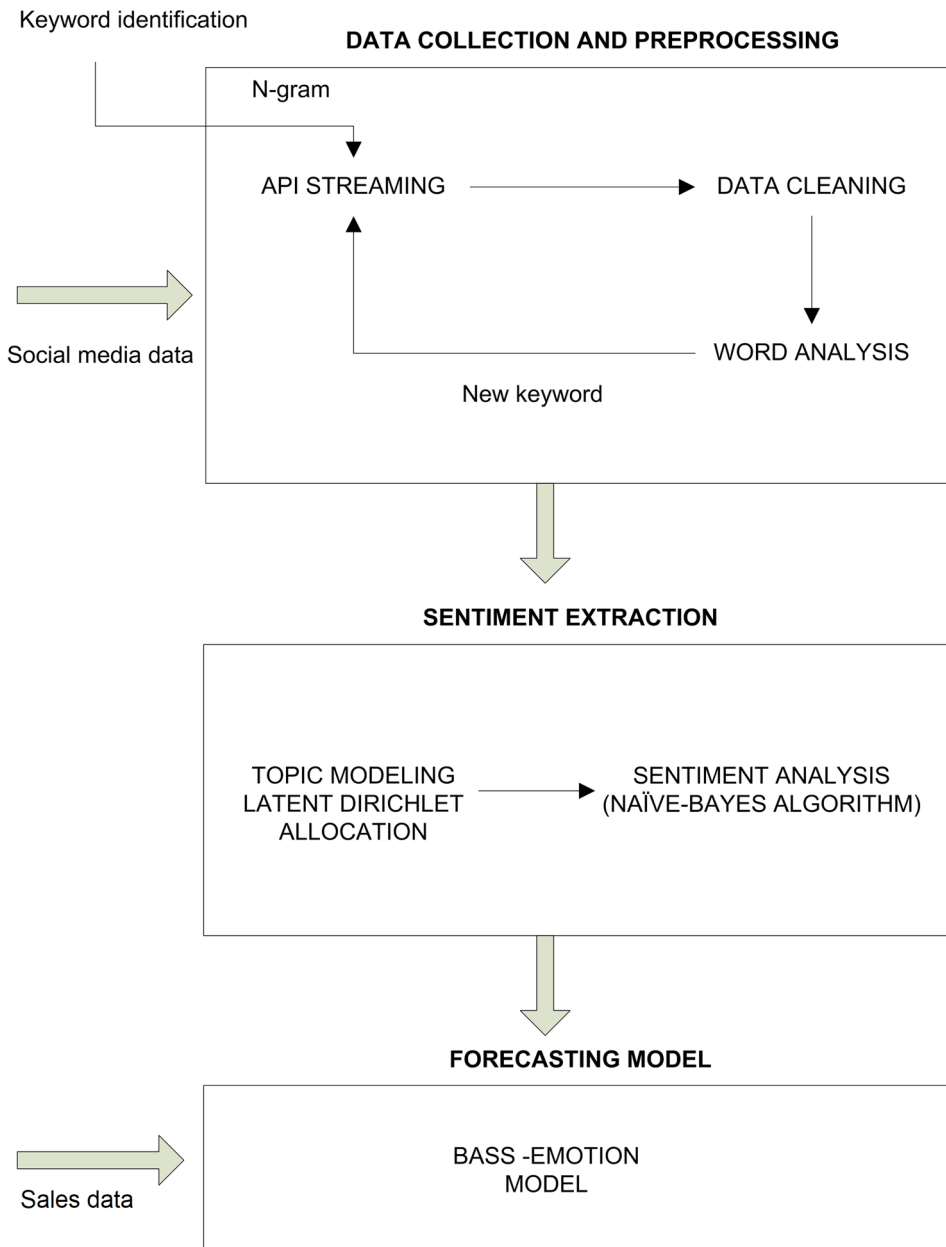 Keyword identification
DATA COLLECTION AND PREPROCESSING
N-gram
API STREAMING
DATA CLEANING
Social media data
WORD ANALYSIS
New keyword
SENTIMENT EXTRACTION
TOPIC MODELING
LATENT DIRICHLET
ALLOCATION
SENTIMENT ANALYSIS
(NAÏVE-BAYES ALGORITHM)
FORECASTING MODEL
Sales data
BASS -EMOTION
MODEL